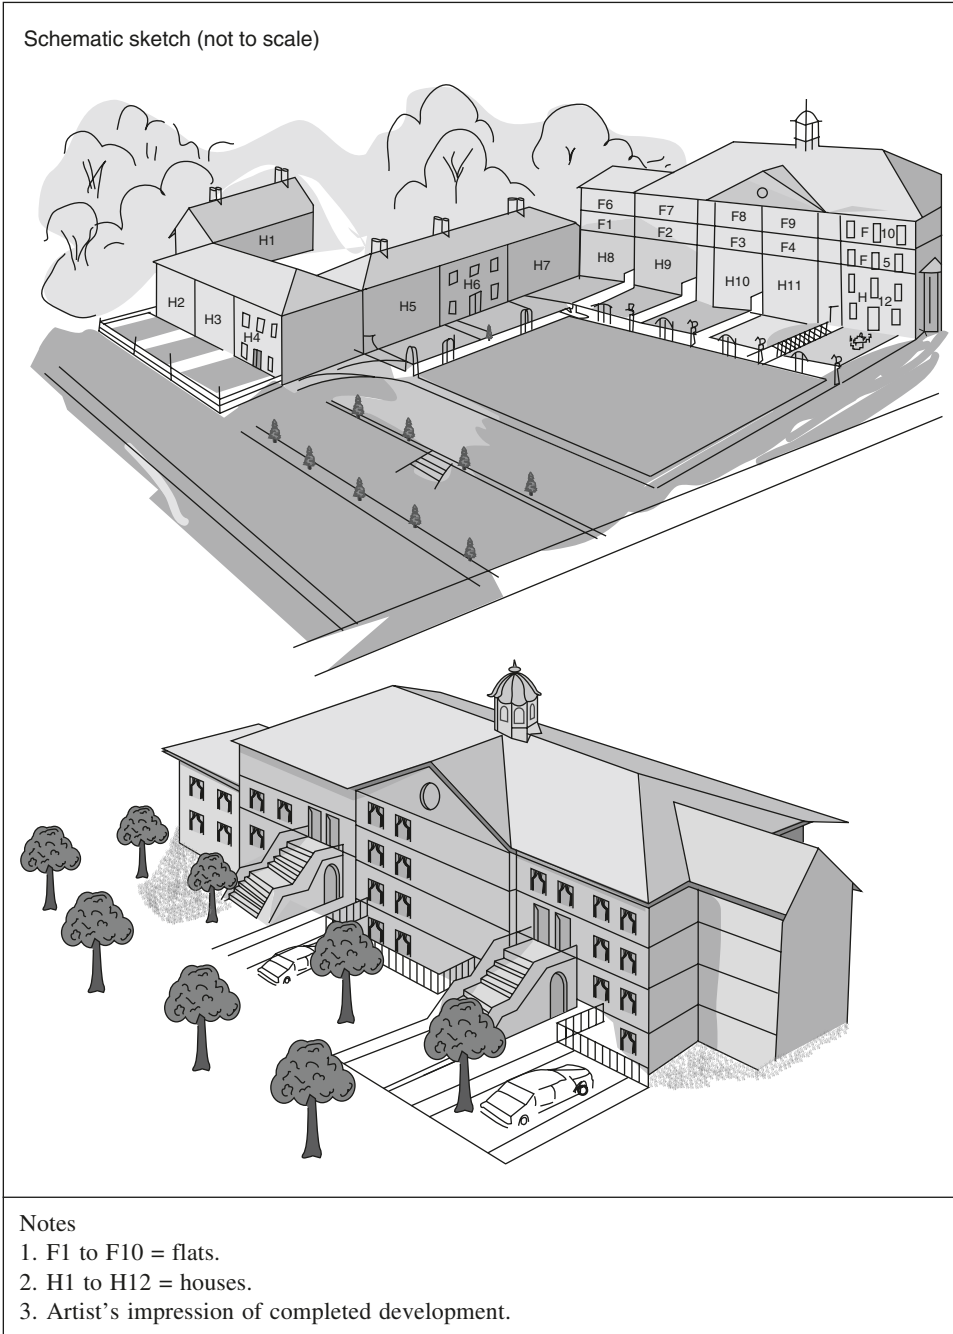 Schematic sketch (not to scale)
F6
F7
F8
F9
F 10
F1
F2
F3
F4
F 5
H1
H2
H3
H4
H5
H6
H7
H8
H9
H10
H11
H 12
Notes
1. F1 to F10 = flats.
2. H1 to H12 = houses.
3. Artist's impression of completed development.